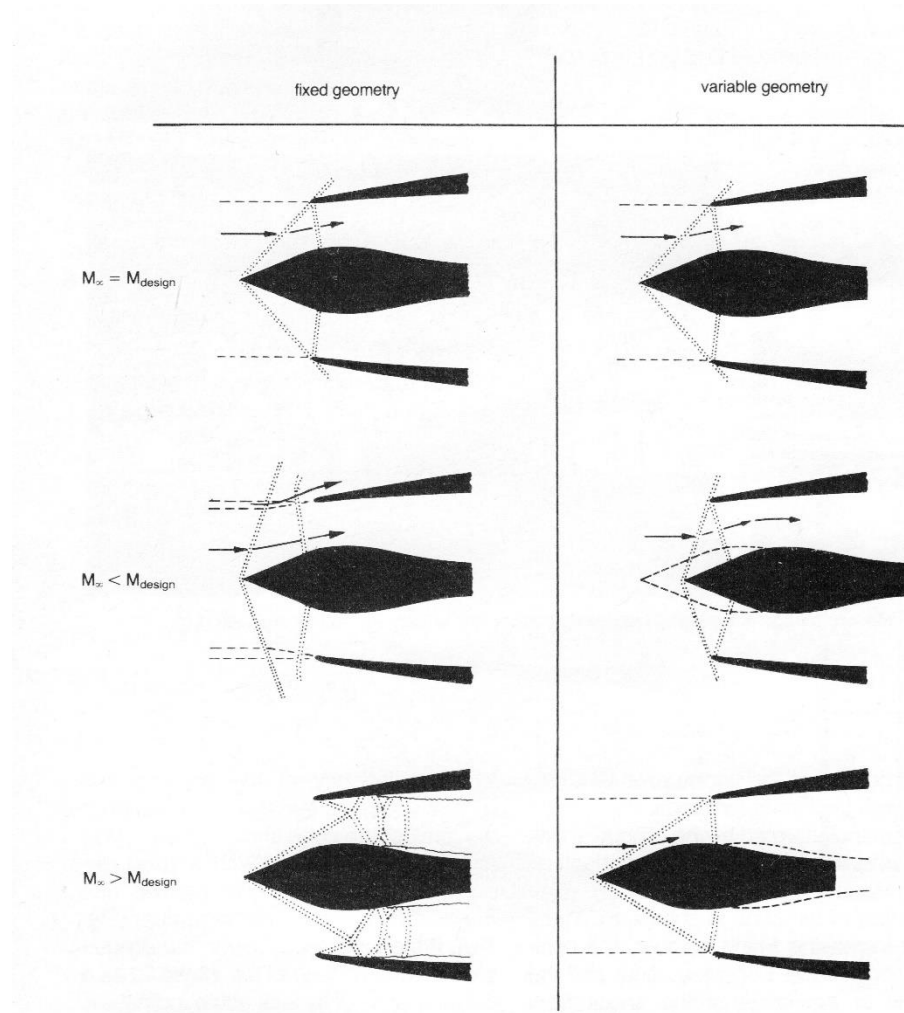 fixed geometry
variable geometry
M∞ = Mdesign
M∞ < Mdesign
M∞ > Mdesign